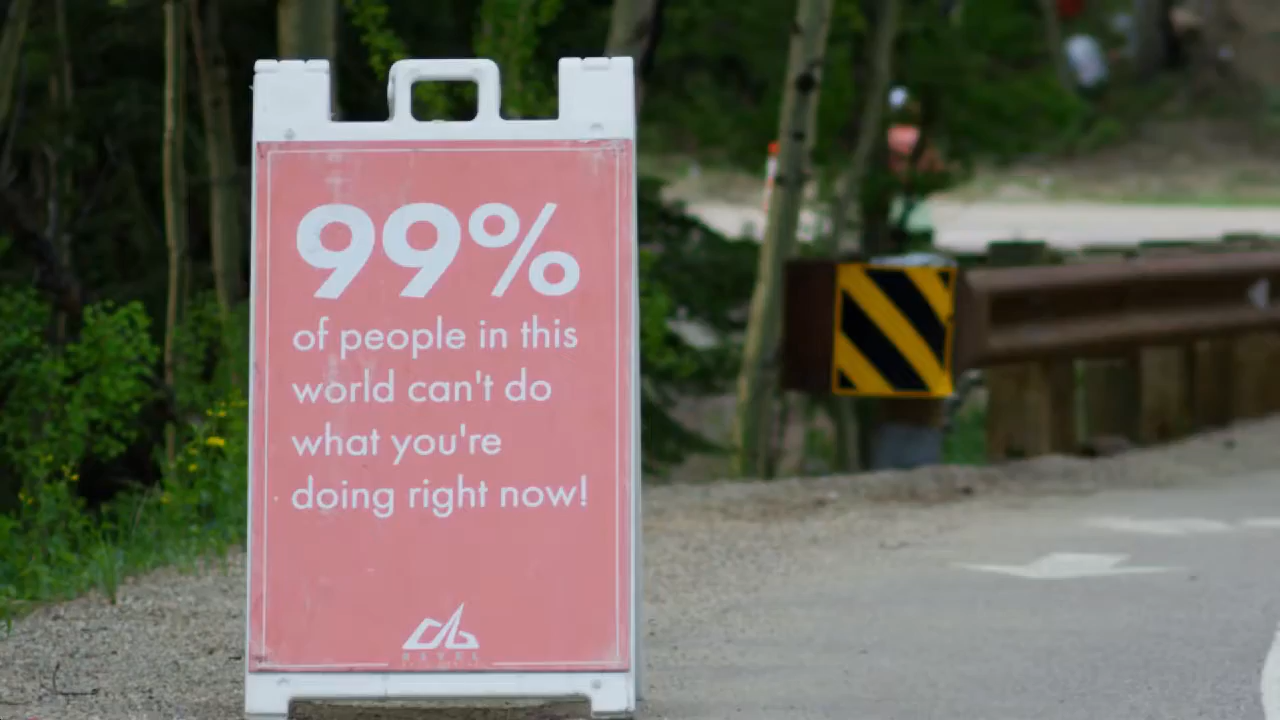 99%
of people in this
world can't do
what you're
doing right now!